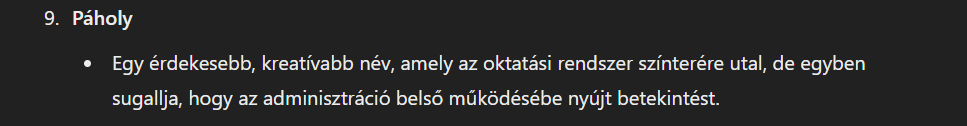 9. Páholy
• Egy érdekesebb, kreatívabb név, amely az oktatási rendszer színterére utal, de egyben
sugallja, hogy az adminisztráció belső működésébe nyújt betekintést.